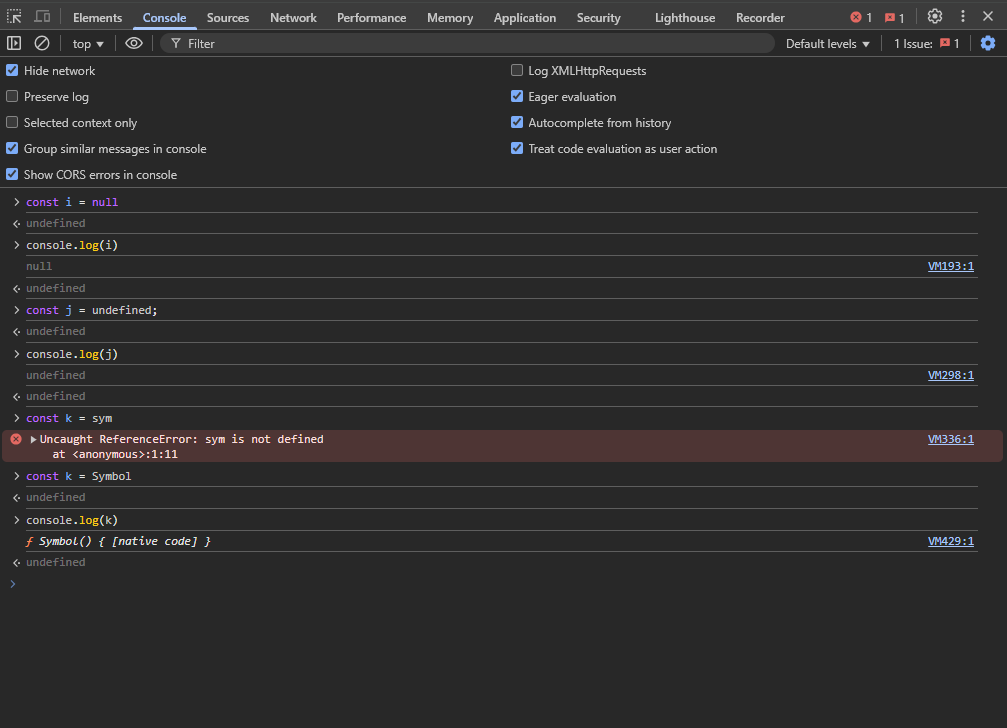 Elements Console Sources Network Performance Memory Application Security Lighthouse Recorder 1 1
top Filter Default levels 1 Issue: 1
Hide network Log XMLHttpRequests
Preserve log Eager evaluation
Selected context only Autocomplete from history
Group similar messages in console Treat code evaluation as user action
Show CORS errors in console
> const i = null
undefined
> console.log(i)
null VM193:1
undefined
> const j = undefined;
undefined
> console.log(j)
undefined VM298:1
undefined
> const k = sym
Uncaught ReferenceError: sym is not defined VM336:1
at <anonymous>:1:11
> const k = Symbol
undefined
> console.log(k)
ƒ Symbol() { [native code] } VM429:1
undefined
>